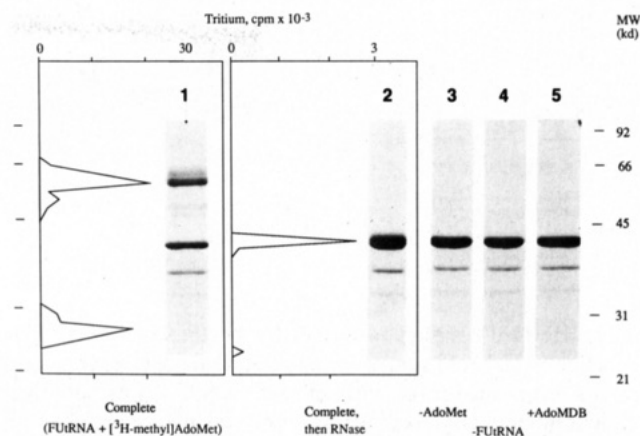 Tritium, cpm x 10-3
MW
(kd)
0 30 0 3
1 2 3 4 5
92
66
45
31
21
Complete
(FUtRNA + [3H-methyl]AdoMet)
Complete,
then RNase
-AdoMet +AdoMDB
-FUtRNA